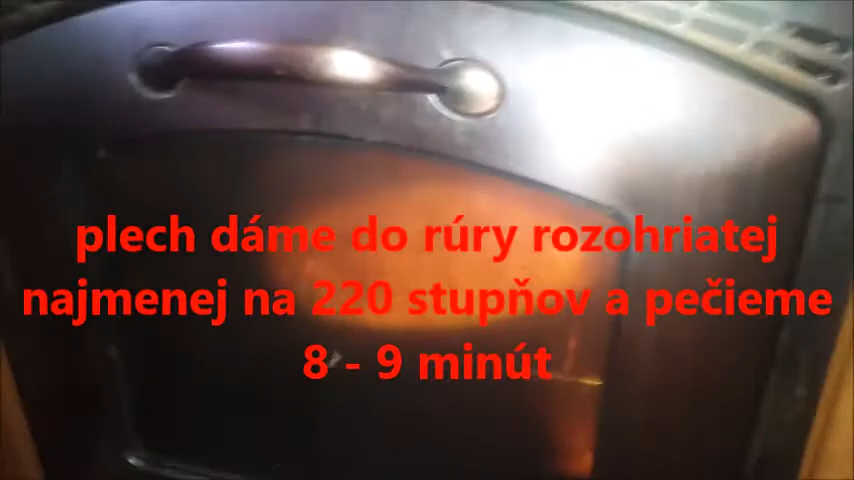 plech dáme do rúry rozohriatej
najmenej na 220 stupňov a pečieme
8 - 9 minút